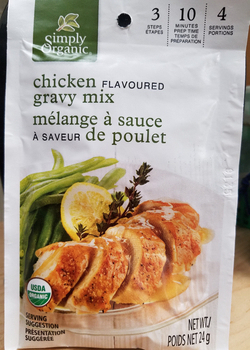 Simply
Organic
3
STEPS
ÉTAPES
10
MINUTES
PREP TIME
TEMPS DE
PRÉPARATION
4
SERVINGS
PORTIONS
chicken FLAVOURED
gravy mix
mélange à sauce
À SAVEUR de poulet
USDA
ORGANIC
SERVING
SUGGESTION
PRÉSENTATION
SUGGÉRÉE
NET WT./
POIDS NET 24 g